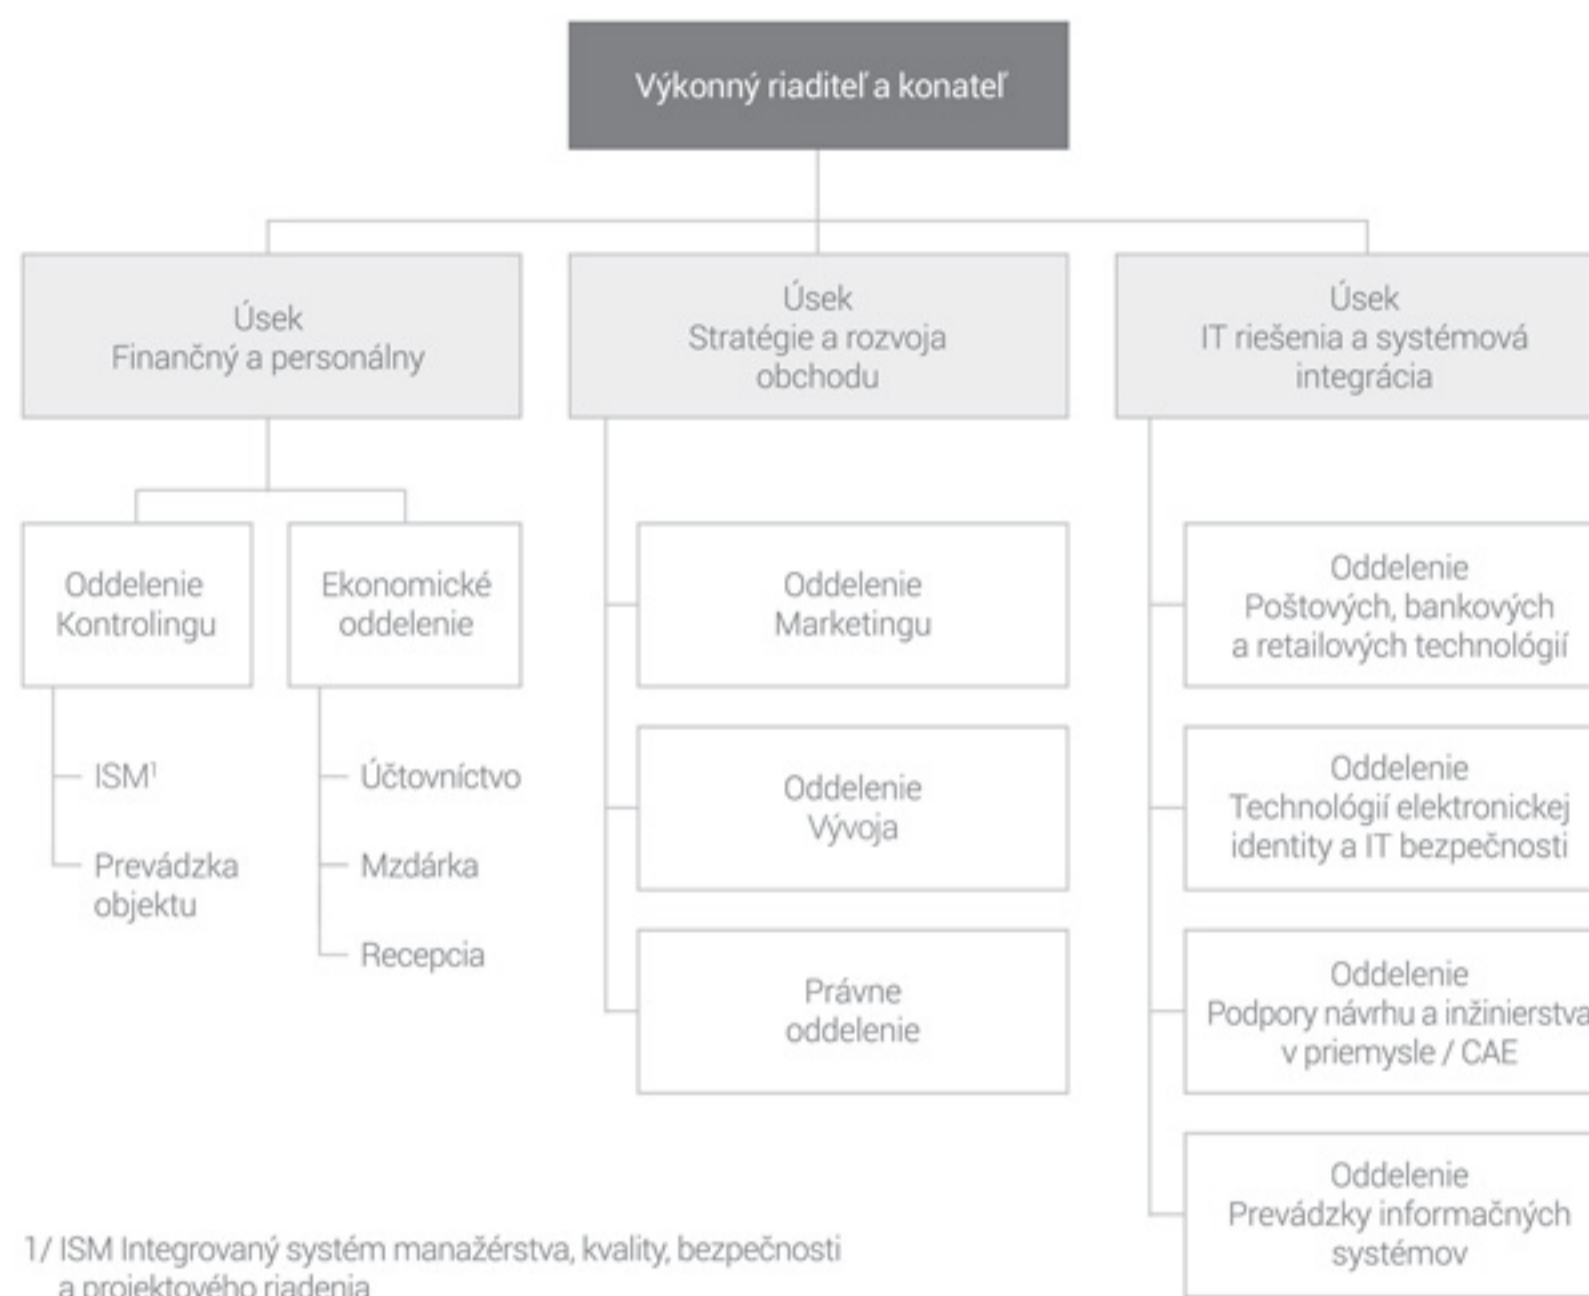 Výkonný riaditeľ a konateľ
Úsek
Finančný a personálny
Úsek
Stratégie a rozvoja
obchodu
Úsek
IT riešenia a systémová
integrácia
Oddelenie
Kontrolingu
Ekonomické
oddelenie
ISM¹
Prevádzka
objektu
Účtovníctvo
Mzdárka
Recepcia
Oddelenie
Marketingu
Oddelenie
Vývoja
Právne
oddelenie
Oddelenie
Poštových, bankových
a retailových technológií
Oddelenie
Technológií elektronickej
identity a IT bezpečnosti
Oddelenie
Podpory návrhu a inžinierstva
v priemysle / CAE
Oddelenie
Prevádzky informačných
systémov
1/ ISM Integrovaný systém manažérstva, kvality, bezpečnosti
a projektového riadenia